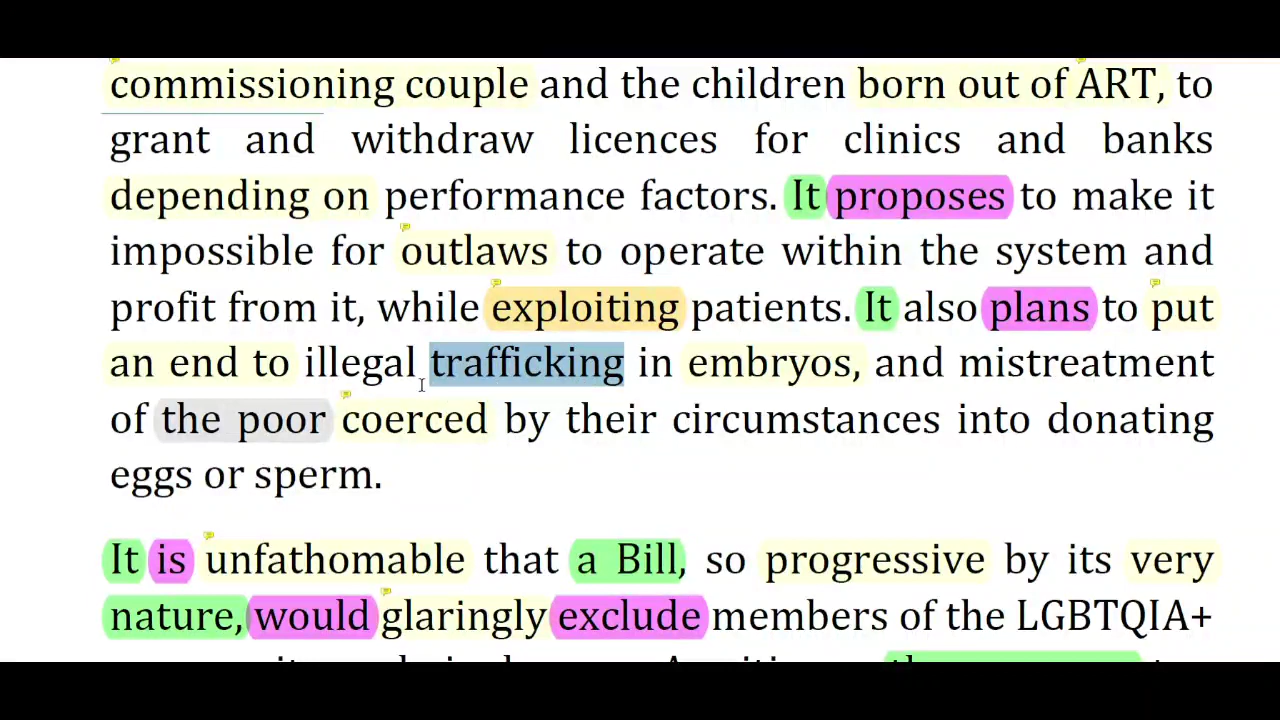 commissioning couple and the children born out of ART, to
grant and withdraw licences for clinics and banks
depending on performance factors. It proposes to make it
impossible for outlaws to operate within the system and
profit from it, while exploiting patients. It also plans to put
an end to illegal trafficking in embryos, and mistreatment
of the poor coerced by their circumstances into donating
eggs or sperm.
It is unfathomable that a Bill, so progressive by its very
nature, would glaringly exclude members of the LGBTQIA+